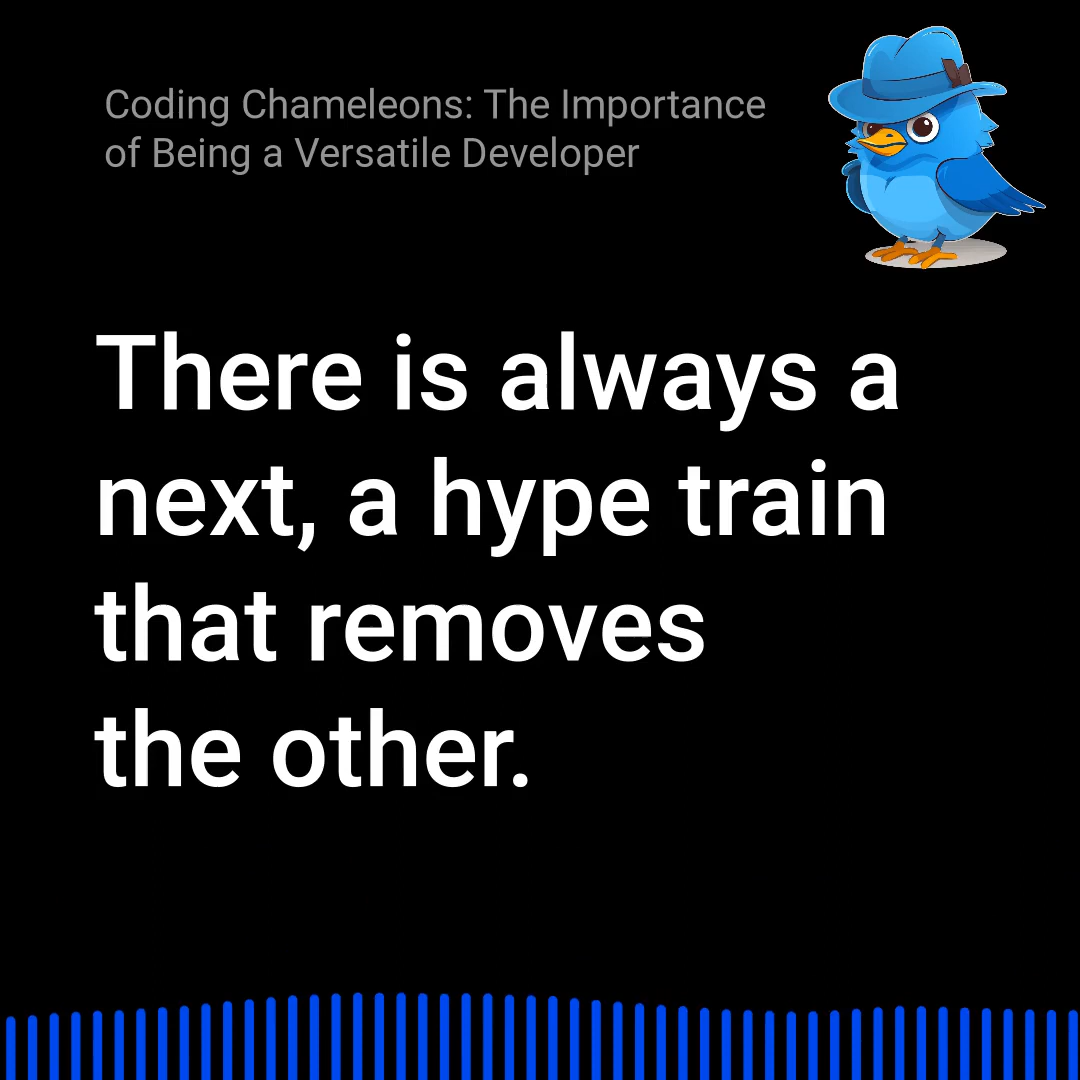 Coding Chameleons: The Importance
of Being a Versatile Developer
There is always a
next, a hype train
that removes
the other.